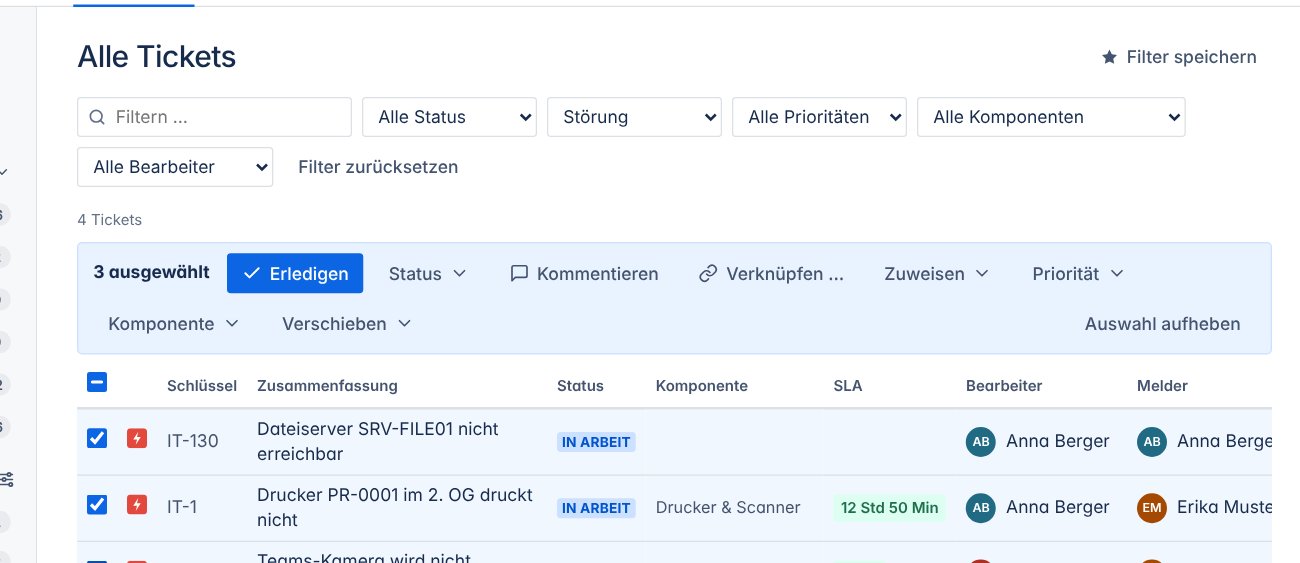 Alle Tickets
Filter speichern
Filtern ...
Alle Status
Störung
Alle Prioritäten
Alle Komponenten
Alle Bearbeiter
Filter zurücksetzen
4 Tickets
3 ausgewählt
Erledigen
Status
Kommentieren
Verknüpfen ...
Zuweisen
Priorität
Komponente
Verschieben
Auswahl aufheben
Schlüssel Zusammenfassung Status Komponente SLA Bearbeiter Melder
IT-130
Dateiserver SRV-FILE01 nicht
erreichbar
IN ARBEIT
AB Anna Berger
AB Anna Berge
IT-1
Drucker PR-0001 im 2. OG druckt
nicht
IN ARBEIT
Drucker & Scanner
12 Std 50 Min
AB Anna Berger
EM Erika Muste
Teams-Kamera wird nicht